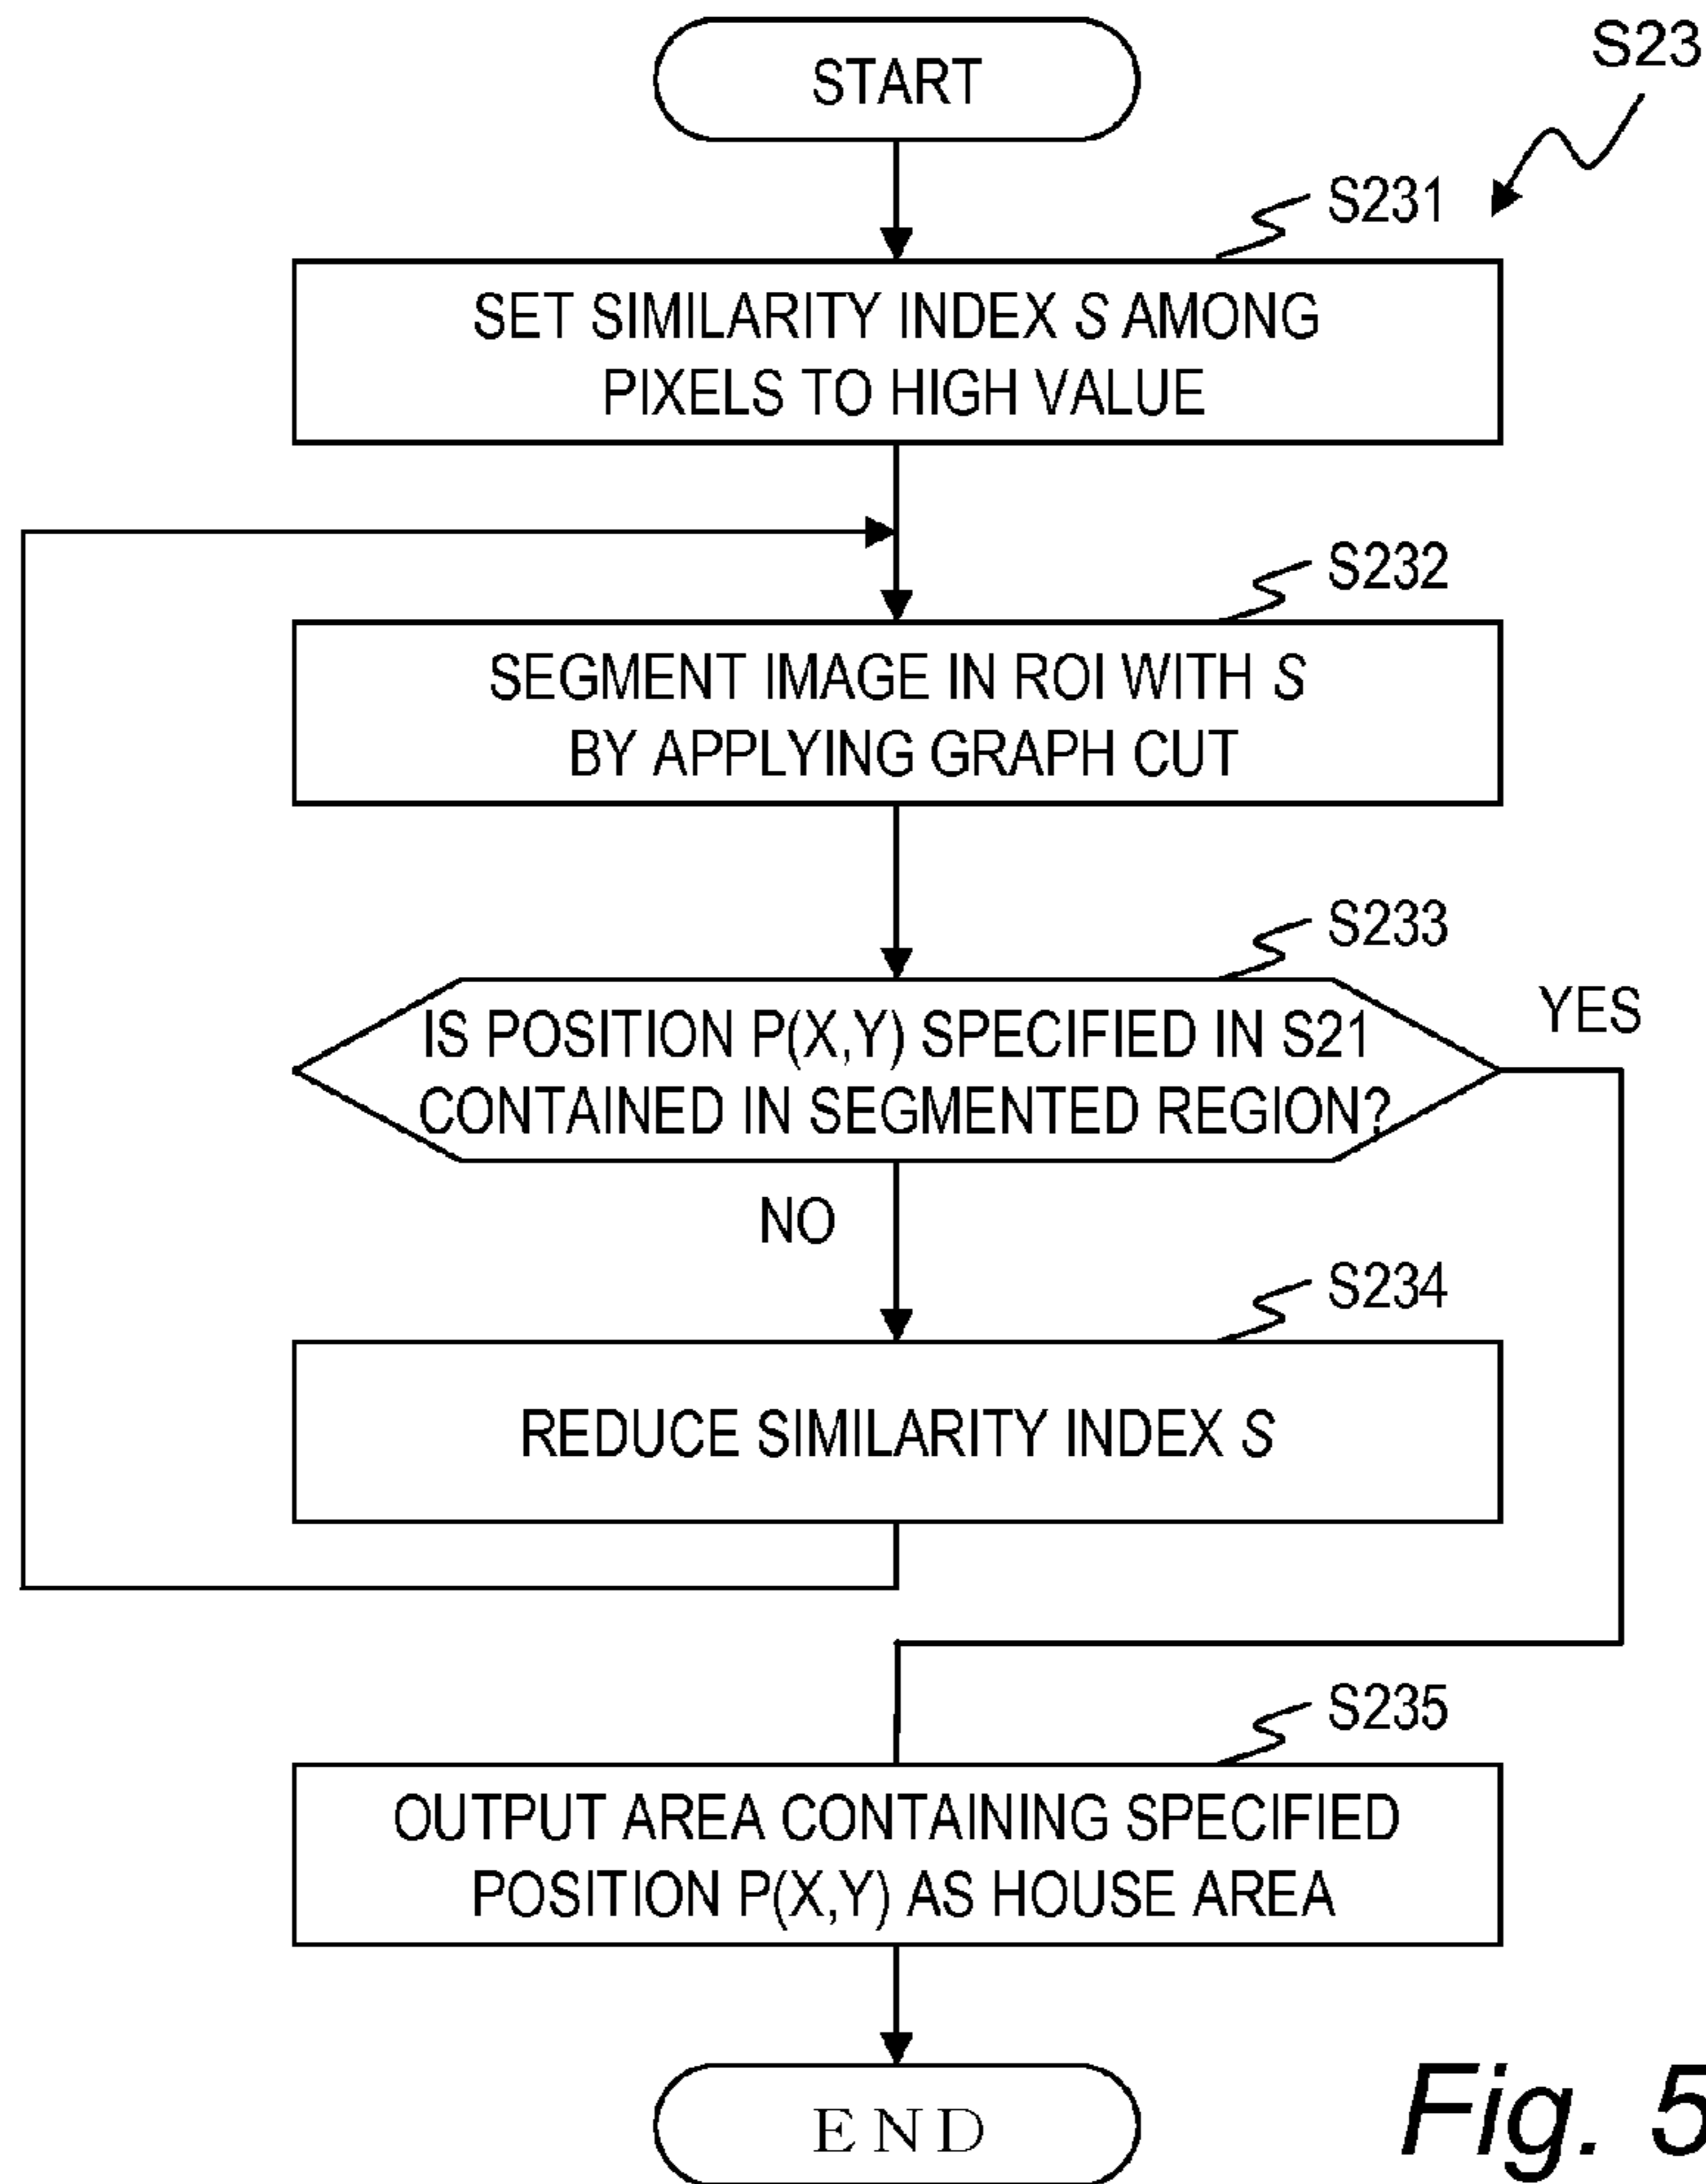 START
S23
S231
SET SIMILARITY INDEX S AMONG
PIXELS TO HIGH VALUE
S232
SEGMENT IMAGE IN ROI WITH S
BY APPLYING GRAPH CUT
S233
IS POSITION P(X,Y) SPECIFIED IN S21
CONTAINED IN SEGMENTED REGION?
YES
NO
S234
REDUCE SIMILARITY INDEX S
S235
OUTPUT AREA CONTAINING SPECIFIED
POSITION P(X,Y) AS HOUSE AREA
END
Fig. 5